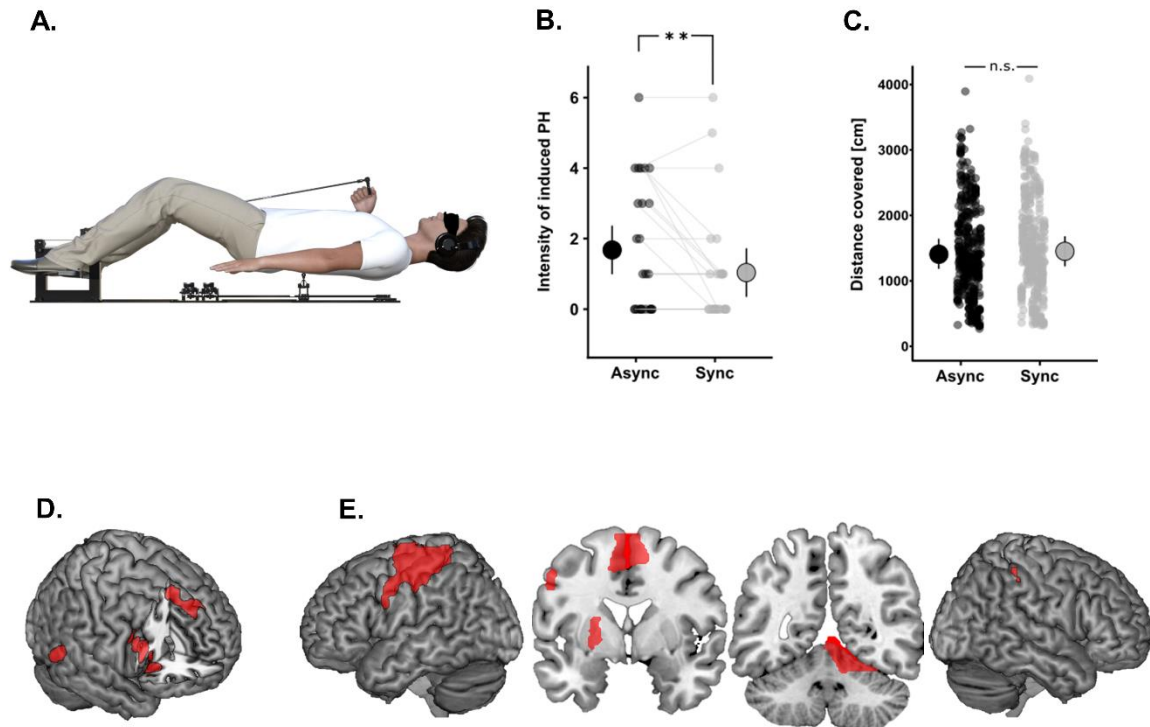 A.
B.
C.
* *
n.s.
Intensity of induced PH
6
4
2
0
Async
Sync
Distance covered [cm]
4000
3000
2000
1000
0
Async
Sync
D.
E.